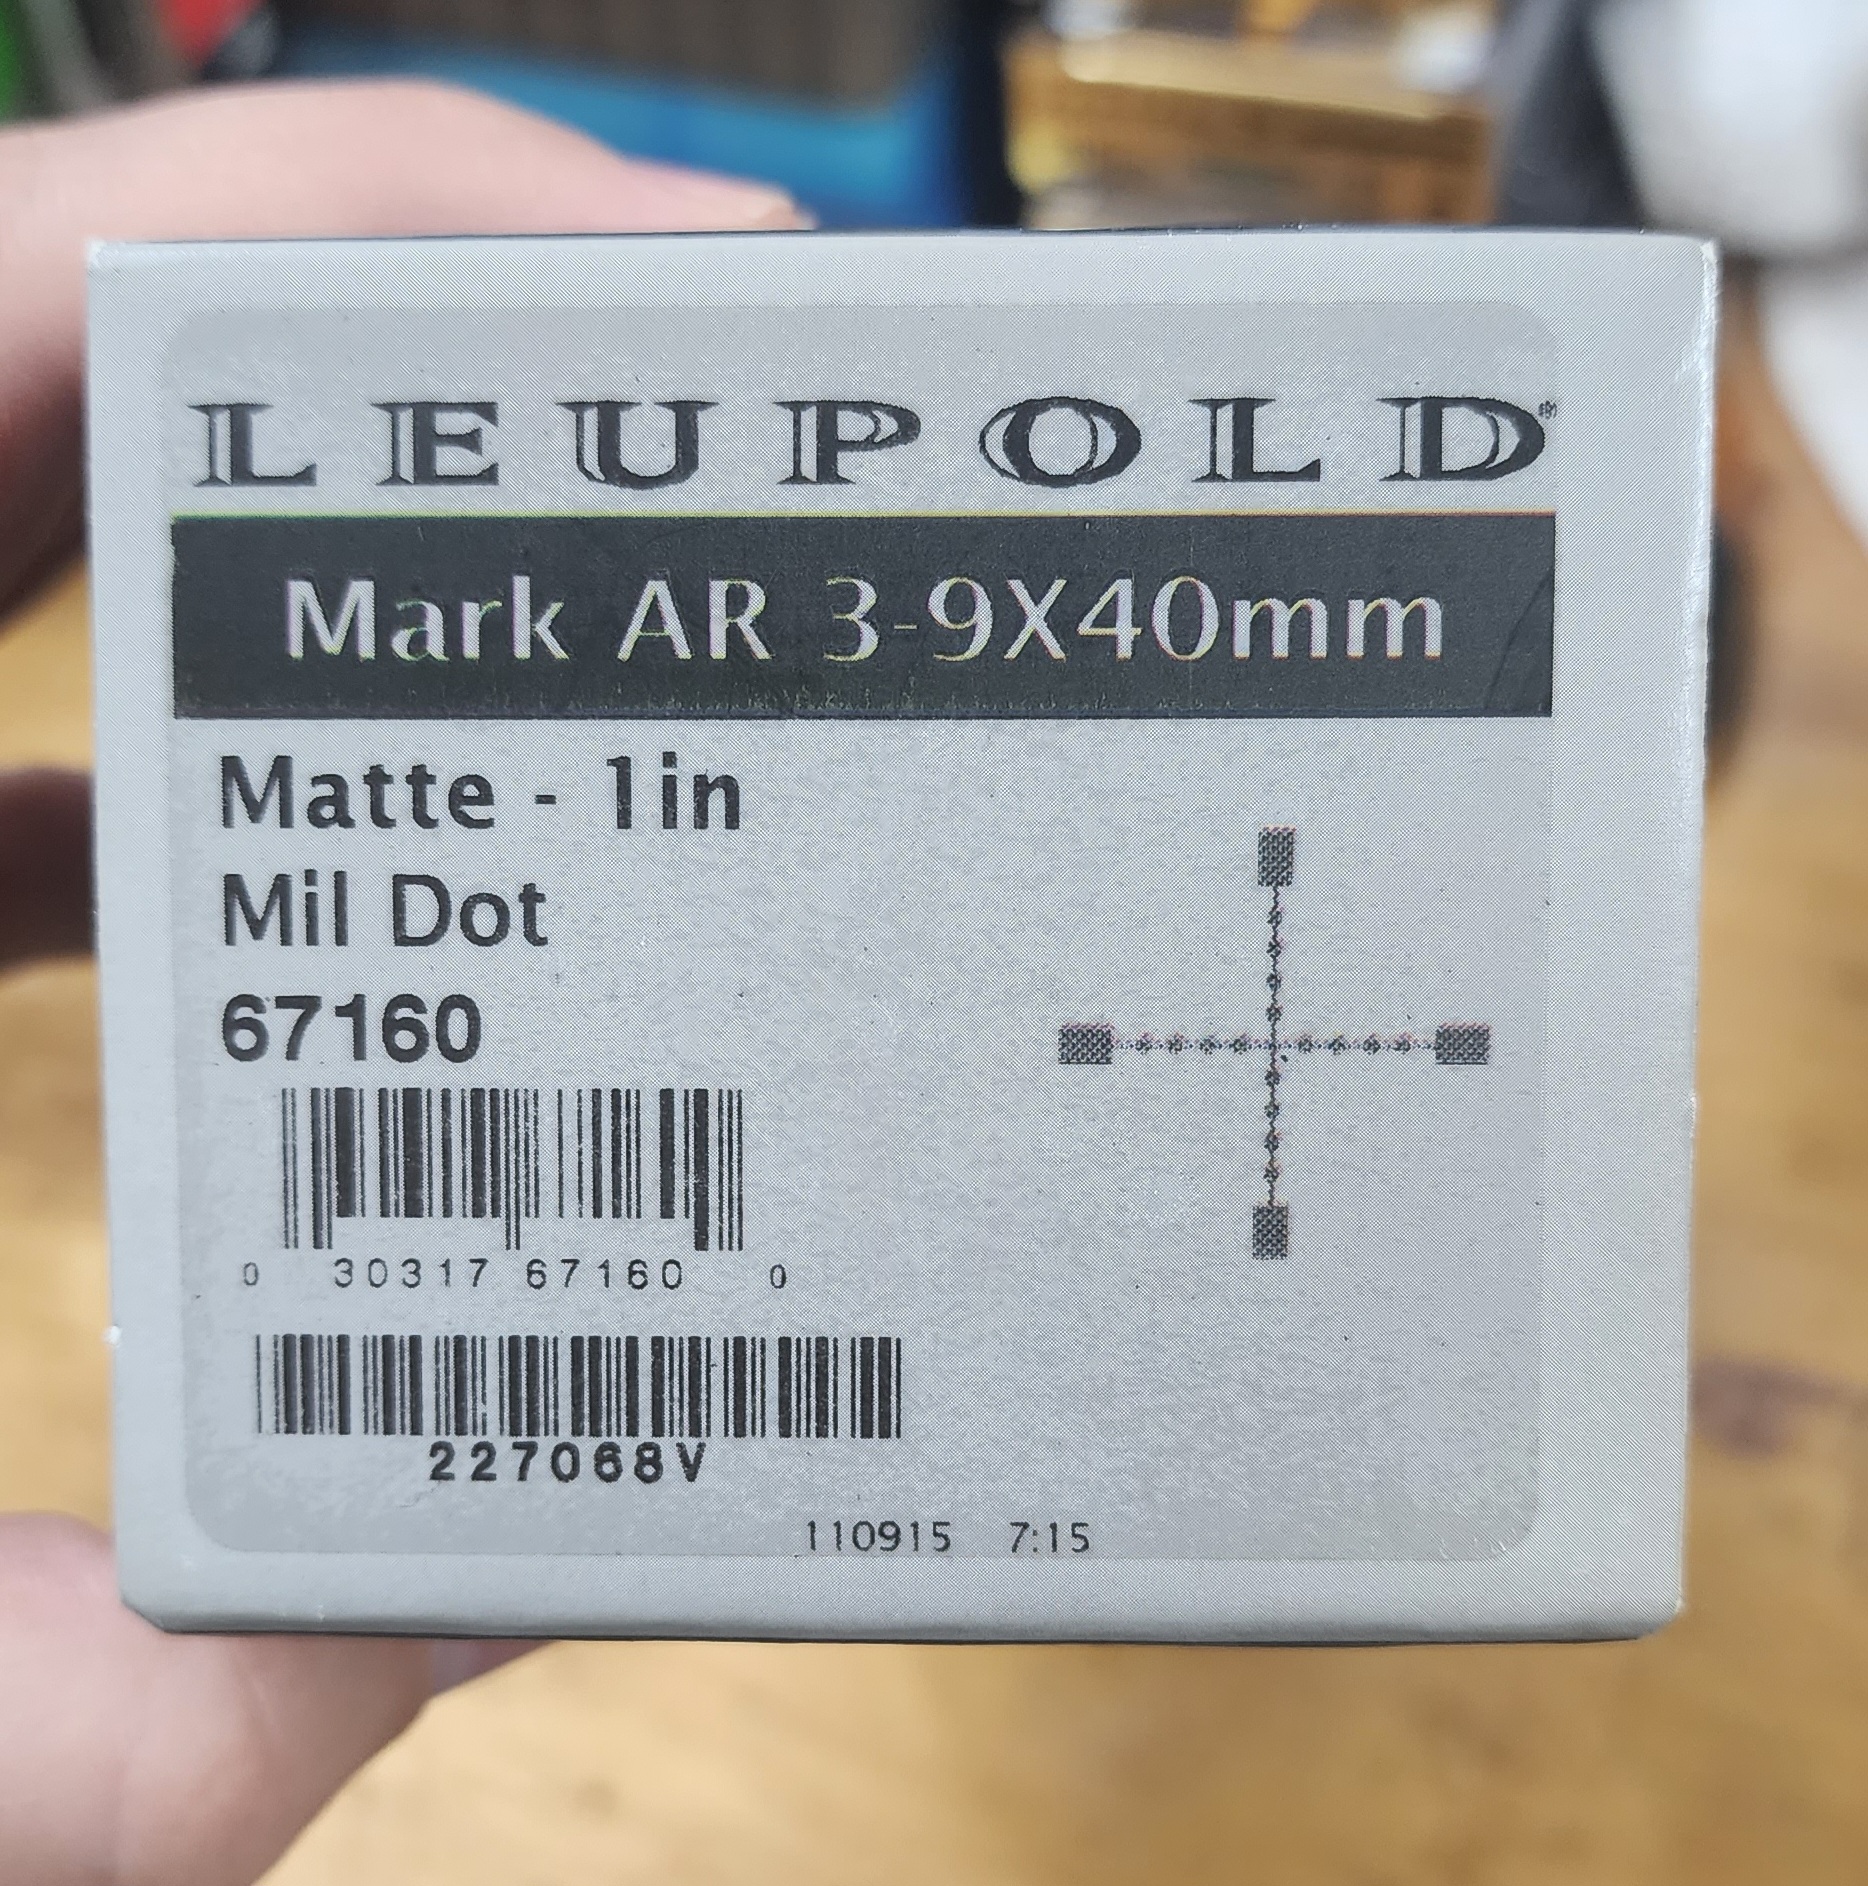 LEUPOLD®
Mark AR 3-9X40mm
Matte - 1in
Mil Dot
67160
0 30317 67160 0
227068V
110915 7:15